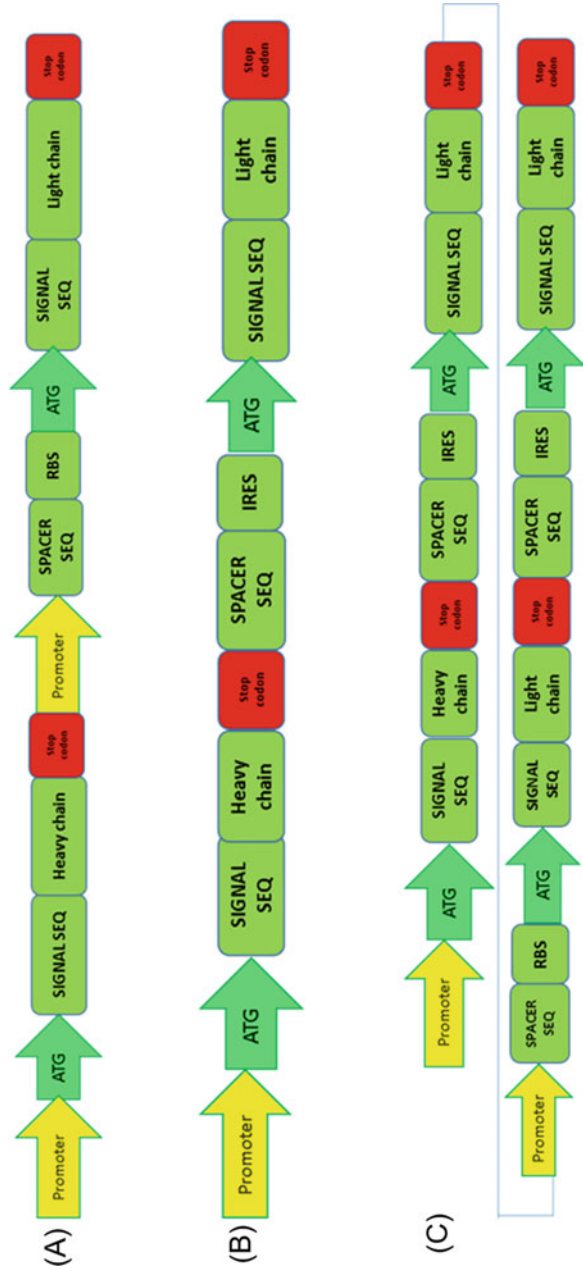 (A)
Promoter
ATG
SIGNAL SEQ
Heavy chain
Stop
codon
Promoter
SPACER
SEQ
RBS
ATG
SIGNAL
SEQ
Light chain
Stop
codon
(B)
Promoter
ATG
SIGNAL
SEQ
Heavy
chain
Stop
codon
SPACER
SEQ
IRES
ATG
SIGNAL SEQ
Light
chain
Stop
codon
(C)
Promoter
ATG
SIGNAL
SEQ
Heavy
chain
Stop
codon
SPACER
SEQ
IRES
ATG
SIGNAL SEQ
Light
chain
Stop
codon
Promoter
SPACER
SEQ
RBS
ATG
SIGNAL
SEQ
Light
chain
Stop
codon
SPACER
SEQ
IRES
ATG
SIGNAL SEQ
Light
chain
Stop
codon